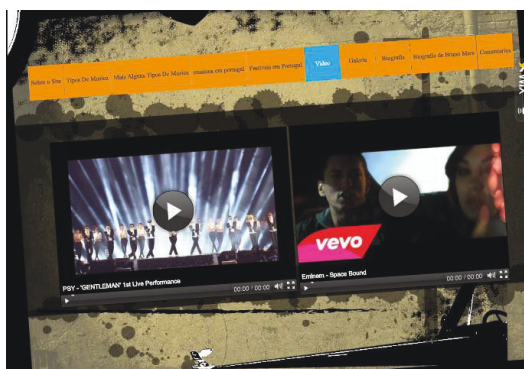 Sobre o Site
Tipos De Musica
Mais Alguns Tipos De Musica
musicos em portugal
Festivais em Portugal
Video
Galeria
Biografia
Biografia de Bruno Mars
Comentarios
WIX
vevo
PSY - "GENTLEMAN" 1st Live Performance
00:00 / 00:00
Eminem - Space Bound
00:00 / 00:00